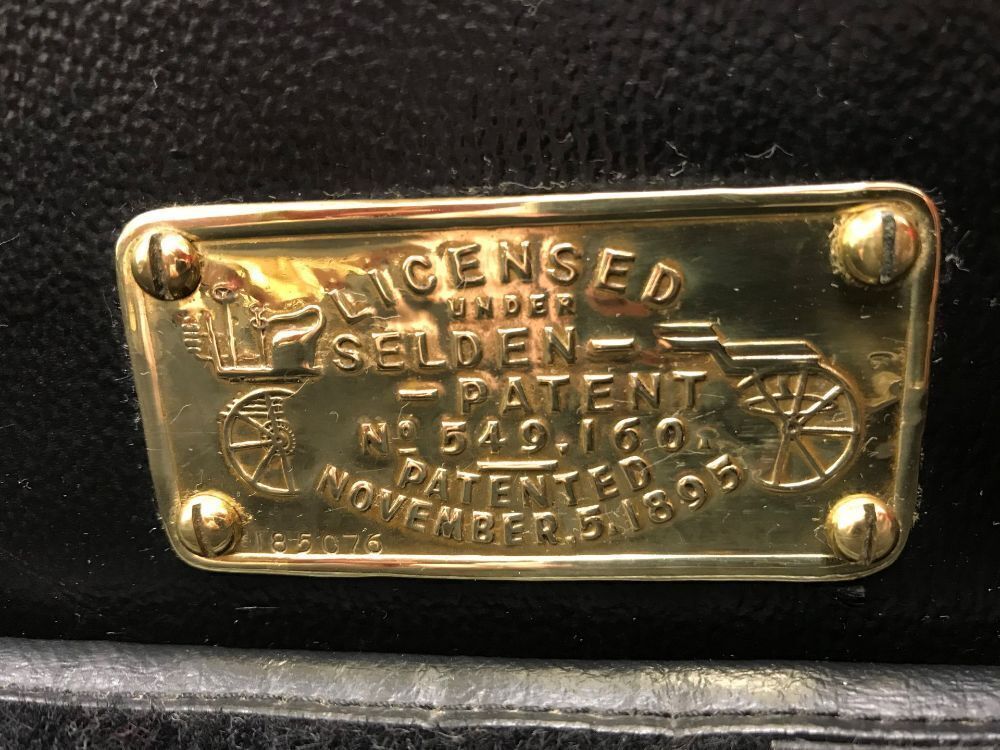 LICENSED
UNDER
SELDEN—
—PATENT
Nº 549,160.
PATENTED
NOVEMBER.5.1895
185076